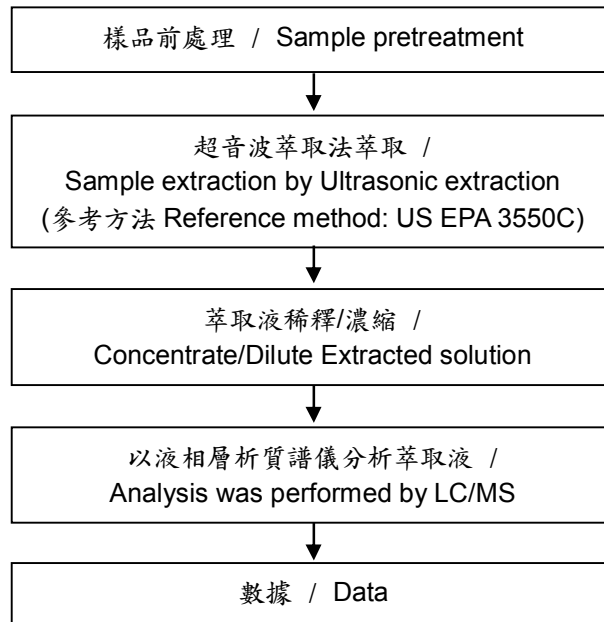 樣品前處理 / Sample pretreatment
超音波萃取法萃取 /
Sample extraction by Ultrasonic extraction
(參考方法 Reference method: US EPA 3550C)
萃取液稀釋/濃縮 /
Concentrate/Dilute Extracted solution
以液相層析質譜儀分析萃取液 /
Analysis was performed by LC/MS
數據 / Data